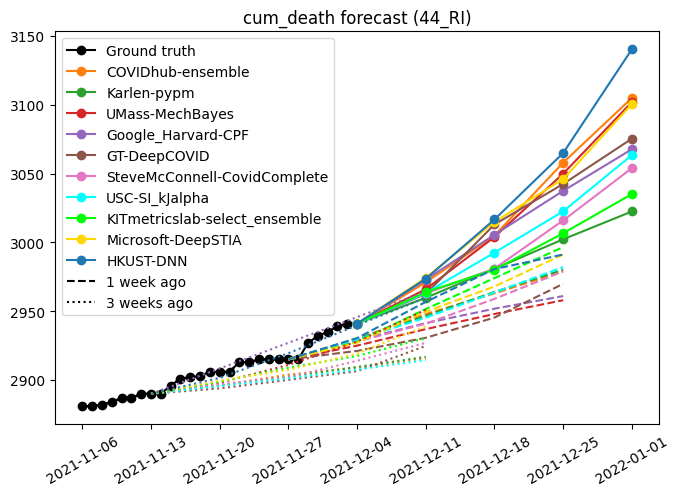 cum_death forecast (44_RI)
3150
3100
3050
3000
2950
2900
Ground truth
COVIDhub-ensemble
Karlen-pypm
UMass-MechBayes
Google_Harvard-CPF
GT-DeepCOVID
SteveMcConnell-CovidComplete
USC-SI_kJalpha
KITmetricslab-select_ensemble
Microsoft-DeepSTIA
HKUST-DNN
1 week ago
3 weeks ago
2021-11-06
2021-11-13
2021-11-20
2021-11-27
2021-12-04
2021-12-11
2021-12-18
2021-12-25
2022-01-01